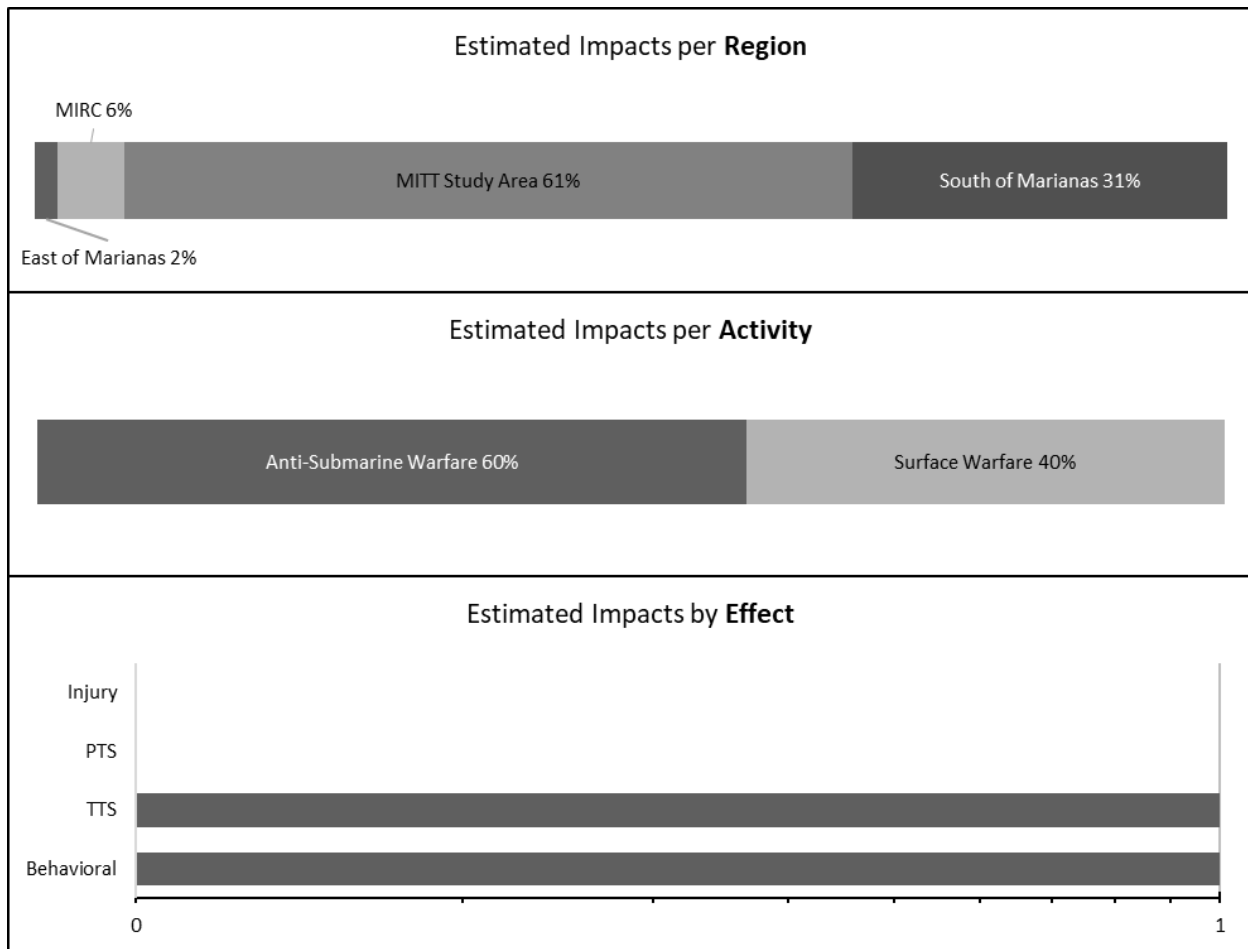 Estimated Impacts per Region
MIRC 6%
MITT Study Area 61%
South of Marianas 31%
East of Marianas 2%
Estimated Impacts per Activity
Anti-Submarine Warfare 60%
Surface Warfare 40%
Estimated Impacts by Effect
Injury
PTS
TTS
Behavioral
0
1